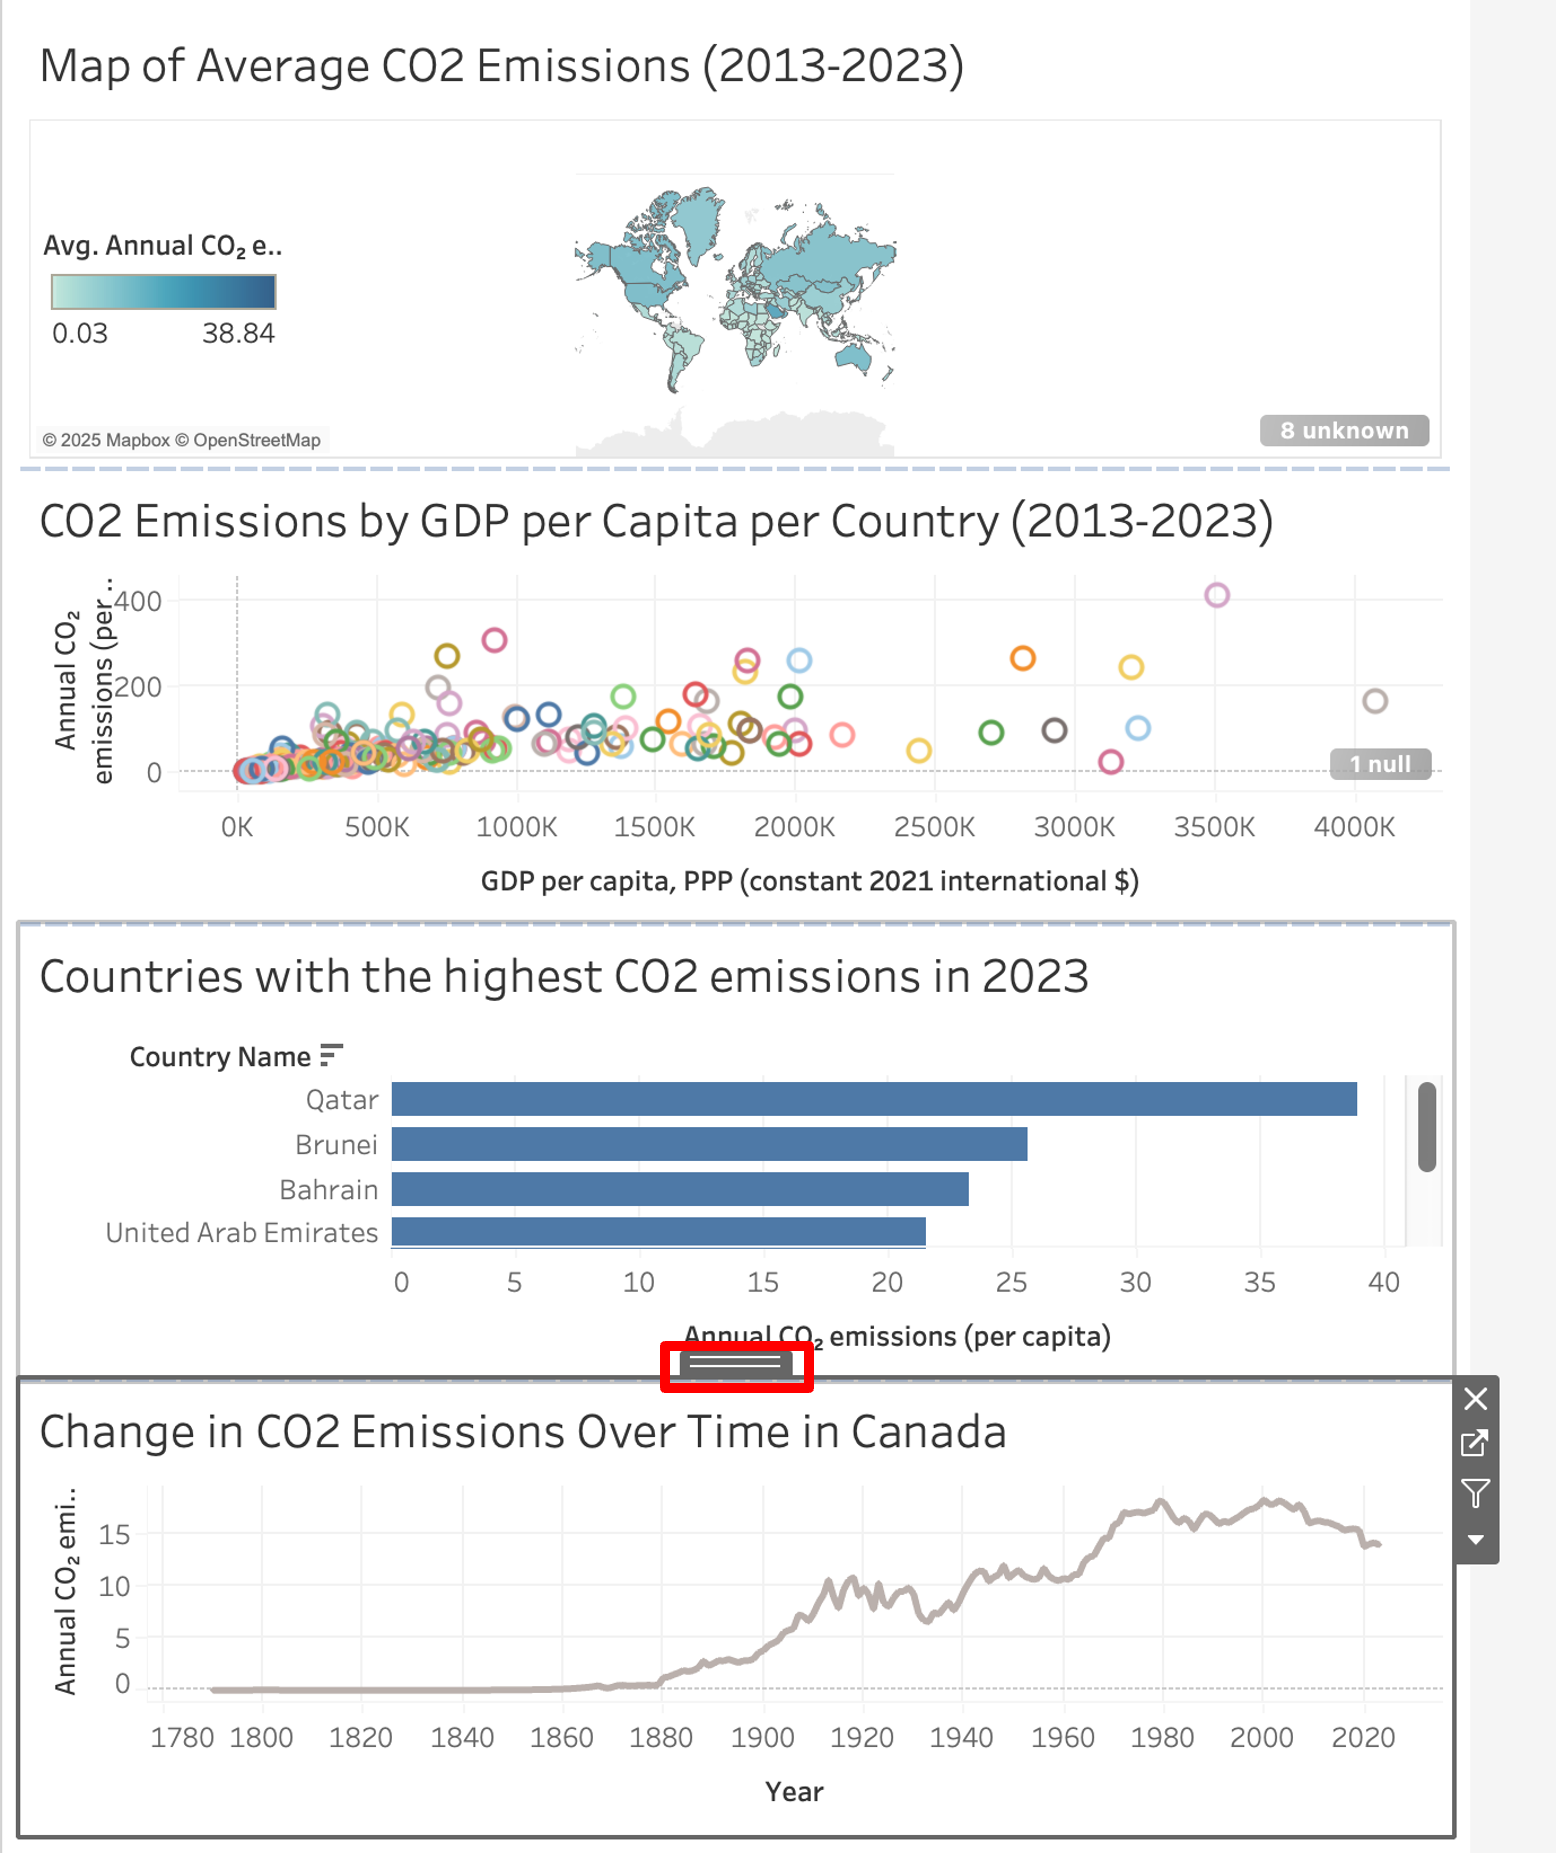 Map of Average CO2 Emissions (2013-2023)
Avg. Annual CO₂ e..
0.03 38.84
© 2025 Mapbox © OpenStreetMap
8 unknown
CO2 Emissions by GDP per Capita per Country (2013-2023)
Annual CO₂
emissions (per ..
400
200
0
1 null
0K 500K 1000K 1500K 2000K 2500K 3000K 3500K 4000K
GDP per capita, PPP (constant 2021 international $)
Countries with the highest CO2 emissions in 2023
Country Name
Qatar
Brunei
Bahrain
United Arab Emirates
0 5 10 15 20 25 30 35 40
Annual CO₂ emissions (per capita)
Change in CO2 Emissions Over Time in Canada
Annual CO₂ emi..
15
10
5
0
1780 1800 1820 1840 1860 1880 1900 1920 1940 1960 1980 2000 2020
Year